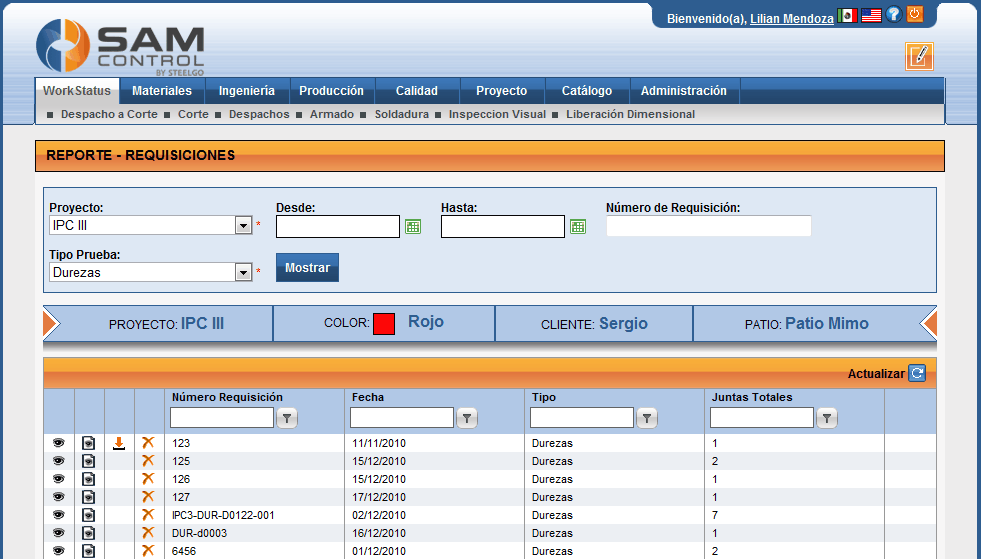 Bienvenido(a), Lilian Mendoza
SAM
CONTROL
BY STEELGO
WorkStatus Materiales Ingeniería Producción Calidad Proyecto Catálogo Administración
Despacho a Corte Corte Despachos Armado Soldadura Inspeccion Visual Liberación Dimensional
REPORTE - REQUISICIONES
Proyecto: Desde: Hasta: Número de Requisición:
IPC III *
Tipo Prueba:
Durezas * Mostrar
PROYECTO: IPC III COLOR: Rojo CLIENTE: Sergio PATIO: Patio Mimo
Actualizar
Número Requisición Fecha Tipo Juntas Totales
123 11/11/2010 Durezas 1
125 15/12/2010 Durezas 2
126 15/12/2010 Durezas 1
127 17/12/2010 Durezas 1
IPC3-DUR-D0122-001 02/12/2010 Durezas 7
DUR-d0003 16/12/2010 Durezas 1
6456 01/12/2010 Durezas 2